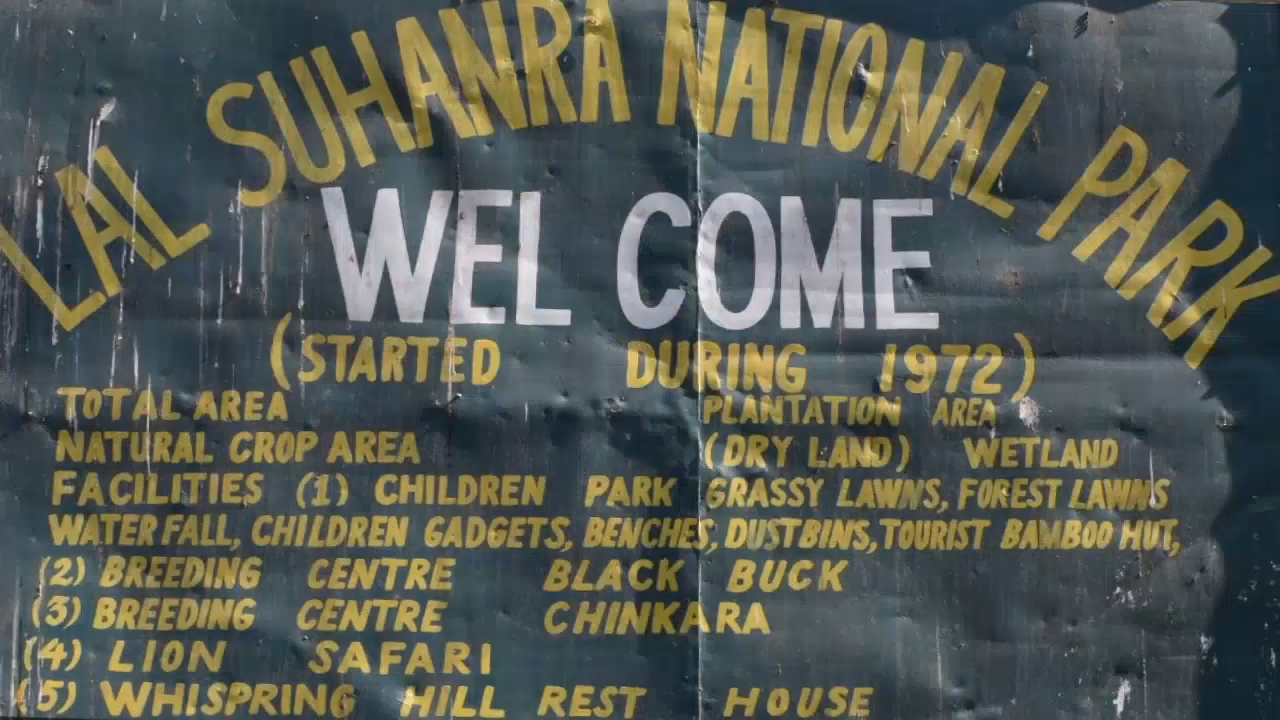 LAL SUHANRA NATIONAL PARK
WEL COME
(STARTED DURING 1972)
TOTAL AREA PLANTATION AREA
NATURAL CROP AREA (DRY LAND) WETLAND
FACILITIES (1) CHILDREN PARK GRASSY LAWNS, FOREST LAWNS
WATER FALL, CHILDREN GADGETS, BENCHES, DUSTBINS, TOURIST BAMBOO HUT,
(2) BREEDING CENTRE BLACK BUCK
(3) BREEDING CENTRE CHINKARA
(4) LION SAFARI
(5) WHISPRING HILL REST HOUSE